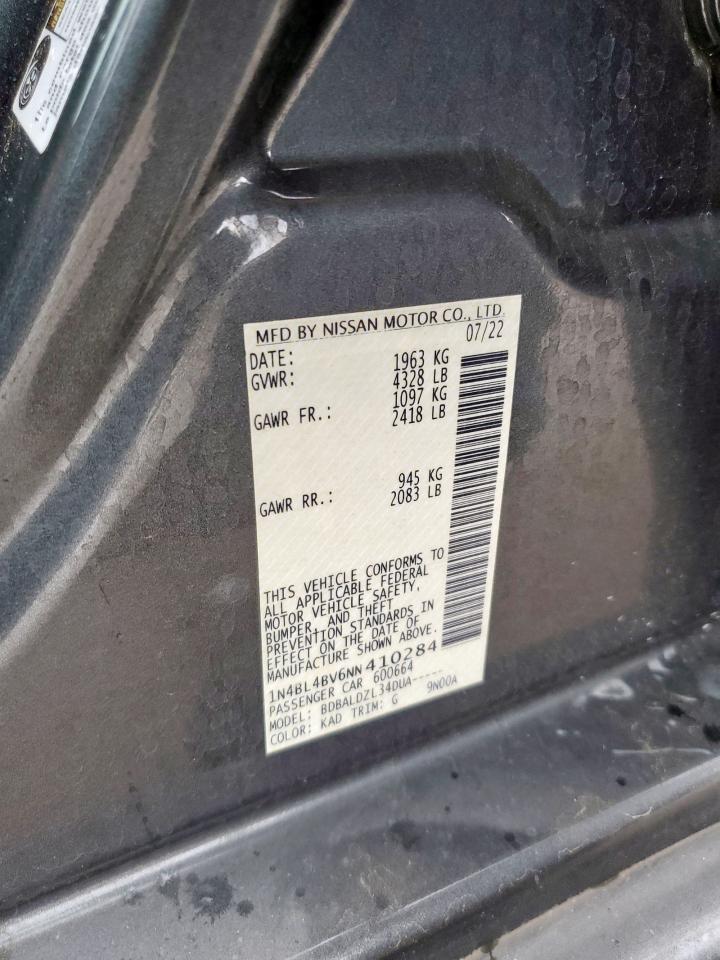 MFD BY NISSAN MOTOR CO., LTD.
DATE: 07/22
GVWR: 1963 KG
4328 LB
GAWR FR.: 1097 KG
2418 LB
GAWR RR.: 945 KG
2083 LB
THIS VEHICLE CONFORMS TO
ALL APPLICABLE FEDERAL
MOTOR VEHICLE SAFETY,
BUMPER, AND THEFT
PREVENTION STANDARDS IN
EFFECT ON THE DATE OF
MANUFACTURE SHOWN ABOVE.
1N4BL4BV6NN410284
PASSENGER CAR 600664
MODEL: BDBALDZL34DUA-----
COLOR: KAD TRIM: G 9N00A